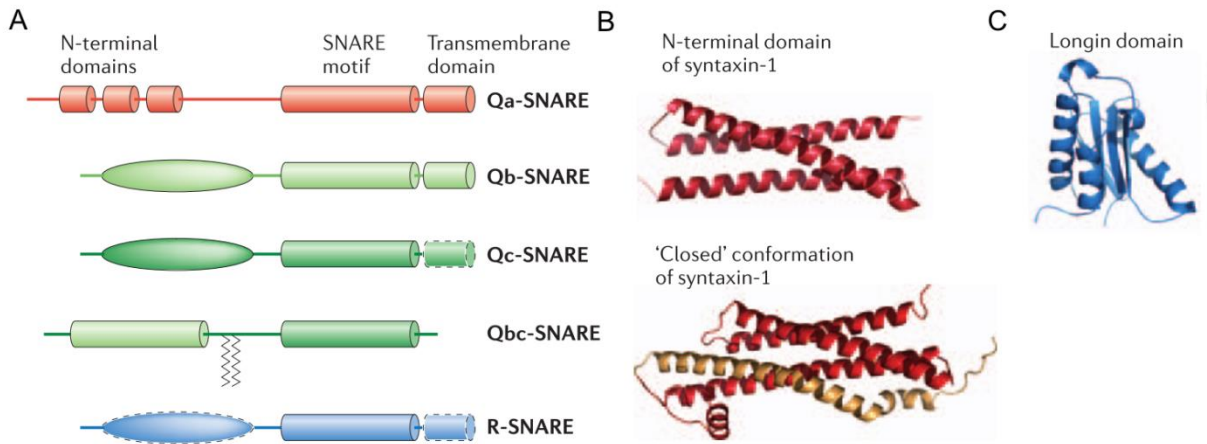 A
N-terminal
domains
SNARE
motif
Transmembrane
domain
Qa-SNARE
Qb-SNARE
Qc-SNARE
Qbc-SNARE
R-SNARE
B
N-terminal domain
of syntaxin-1
'Closed' conformation
of syntaxin-1
C
Longin domain